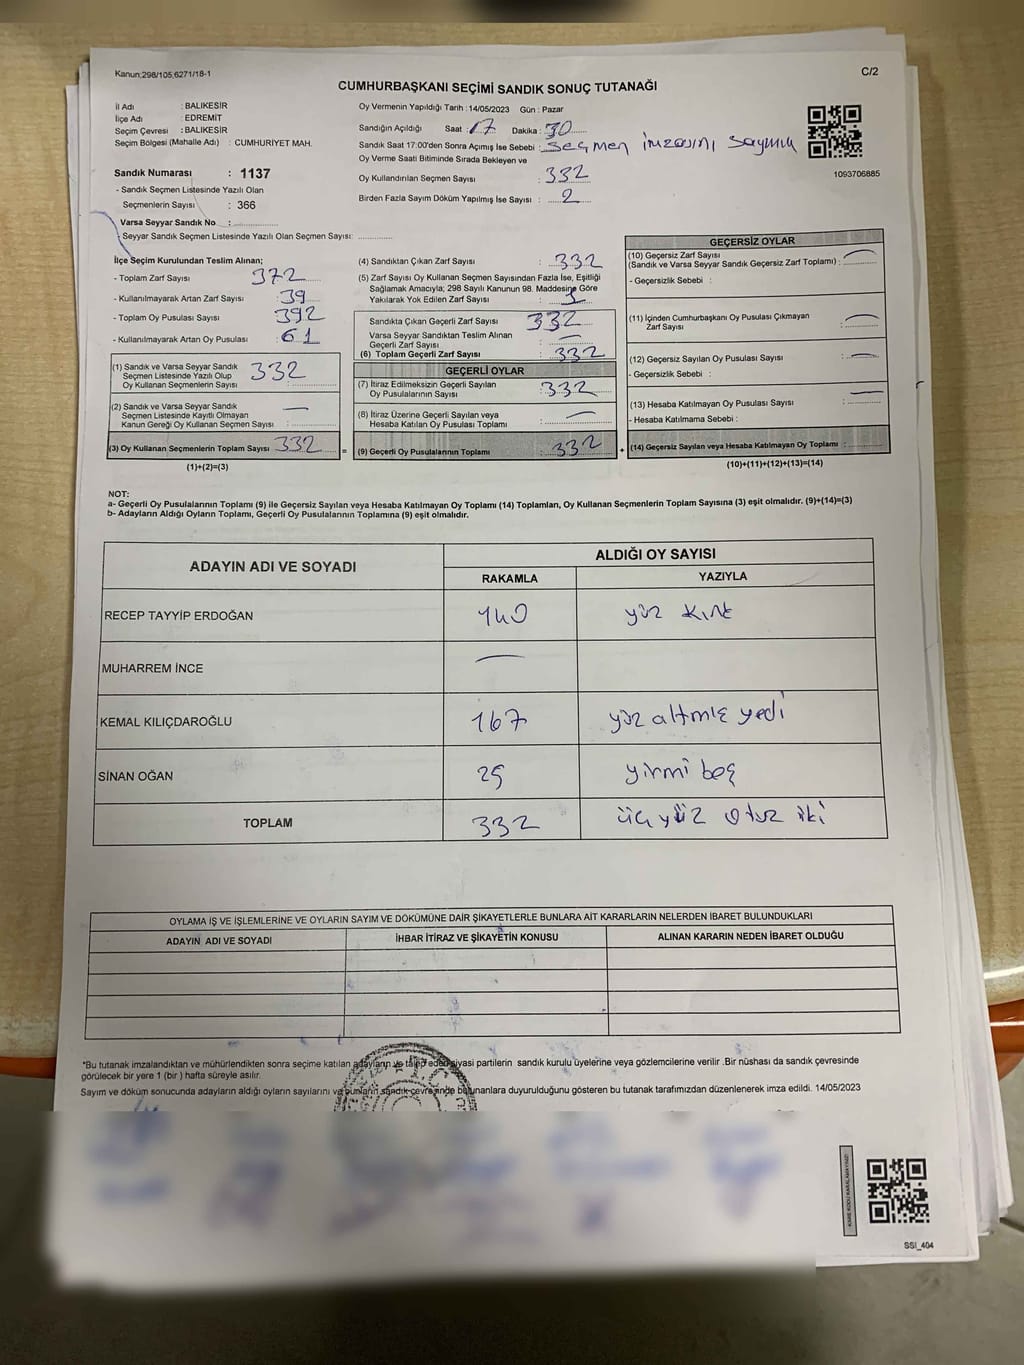 Kanun;298/105,6271/18-1
C/2
CUMHURBAŞKANI SEÇİMİ SANDIK SONUÇ TUTANAĞI
İl Adı : BALIKESİR
İlçe Adı : EDREMİT
Seçim Çevresi : BALIKESİR
Seçim Bölgesi (Mahalle Adı) : CUMHURİYET MAH.
Sandık Numarası : 1137
- Sandık Seçmen Listesinde Yazılı Olan
Seçmenlerin Sayısı : 366
Varsa Seyyar Sandık No :
- Seyyar Sandık Seçmen Listesinde Yazılı Olan Seçmen Sayısı:
Oy Vermenin Yapıldığı Tarih : 14/05/2023 Gün : Pazar
Sandığın Açıldığı Saat : 17 Dakika : 30
Sandık Saat 17:00'den Sonra Açımış İse Sebebi : Seçmen imzasını saymak
Oy Verme Saati Bitiminde Sırada Bekleyen ve
Oy Kullandırılan Seçmen Sayısı : 332
Birden Fazla Sayım Döküm Yapılmış İse Sayısı : 2
1093706885
İlçe Seçim Kurulundan Teslim Alınan;
- Toplam Zarf Sayısı 372
- Kullanılmayarak Artan Zarf Sayısı : 39
- Toplam Oy Pusulası Sayısı : 392
- Kullanılmayarak Artan Oy Pusulası : 61
(1) Sandık ve Varsa Seyyar Sandık
Seçmen Listesinde Yazılı Olup
Oy Kullanan Seçmenlerin Sayısı : 332
(2) Sandık ve Varsa Seyyar Sandık
Seçmen Listesinde Kayıtlı Olmayan
Kanun Gereği Oy Kullanan Seçmen Sayısı : —
(3) Oy Kullanan Seçmenlerin Toplam Sayısı : 332
(1)+(2)=(3)
(4) Sandıktan Çıkan Zarf Sayısı : 332
(5) Zarf Sayısı Oy Kullanan Seçmen Sayısından Fazla İse, Eşitliği
Sağlamak Amacıyla; 298 Sayılı Kanunun 98. Maddesine Göre
Yakılarak Yok Edilen Zarf Sayısı :
Sandıkta Çıkan Geçerli Zarf Sayısı 332
Varsa Seyyar Sandıktan Teslim Alınan
Geçerli Zarf Sayısı : —
(6) Toplam Geçerli Zarf Sayısı : 332
GEÇERLİ OYLAR
(7) İtiraz Edilmeksizin Geçerli Sayılan
Oy Pusulalarının Sayısı : 332
(8) İtiraz Üzerine Geçerli Sayılan veya
Hesaba Katılan Oy Pusulası Toplamı : —
= (9) Geçerli Oy Pusulalarının Toplamı : 332 +
GEÇERSİZ OYLAR
(10) Geçersiz Zarf Sayısı
(Sandık ve Varsa Seyyar Sandık Geçersiz Zarf Toplamı) : —
- Geçersizlik Sebebi :
(11) İçinden Cumhurbaşkanı Oy Pusulası Çıkmayan
Zarf Sayısı : —
(12) Geçersiz Sayılan Oy Pusulası Sayısı : —
- Geçersizlik Sebebi :
(13) Hesaba Katılmayan Oy Pusulası Sayısı : —
- Hesaba Katılmama Sebebi :
(14) Geçersiz Sayılan veya Hesaba Katılmayan Oy Toplamı :
(10)+(11)+(12)+(13)=(14)
NOT:
a- Geçerli Oy Pusulalarının Toplamı (9) ile Geçersiz Sayılan veya Hesaba Katılmayan Oy Toplamı (14) Toplamları, Oy Kullanan Seçmenlerin Toplam Sayısına (3) eşit olmalıdır. (9)+(14)=(3)
b- Adayların Aldığı Oyların Toplamı, Geçerli Oy Pusulalarının Toplamına (9) eşit olmalıdır.
ADAYIN ADI VE SOYADI ALDIĞI OY SAYISI
RAKAMLA YAZIYLA
RECEP TAYYİP ERDOĞAN 140 yüz kırk
MUHARREM İNCE —
KEMAL KILIÇDAROĞLU 167 yüz altmış yedi
SİNAN OĞAN 25 yirmi beş
TOPLAM 332 üç yüz otuz iki
OYLAMA İŞ VE İŞLEMLERİNE VE OYLARIN SAYIM VE DÖKÜMÜNE DAİR ŞİKAYETLERLE BUNLARA AİT KARARLARIN NELERDEN İBARET BULUNDUKLARI
ADAYIN ADI VE SOYADI İHBAR İTİRAZ VE ŞİKAYETİN KONUSU ALINAN KARARIN NEDEN İBARET OLDUĞU
*Bu tutanak imzalandıktan ve mühürlendikten sonra seçime katılan adayların ve talep eden siyasi partilerin sandık kurulu üyelerine veya gözlemcilerine verilir .Bir nüshası da sandık çevresinde
görülecek bir yere 1 (bir ) hafta süreyle asılır.
Sayım ve döküm sonucunda adayların aldığı oyların sayılarını ve bunların sandık çevresinde bulunanlara duyurulduğunu gösteren bu tutanak tarafımızdan düzenlenerek imza edildi. 14/05/2023
SSI_404